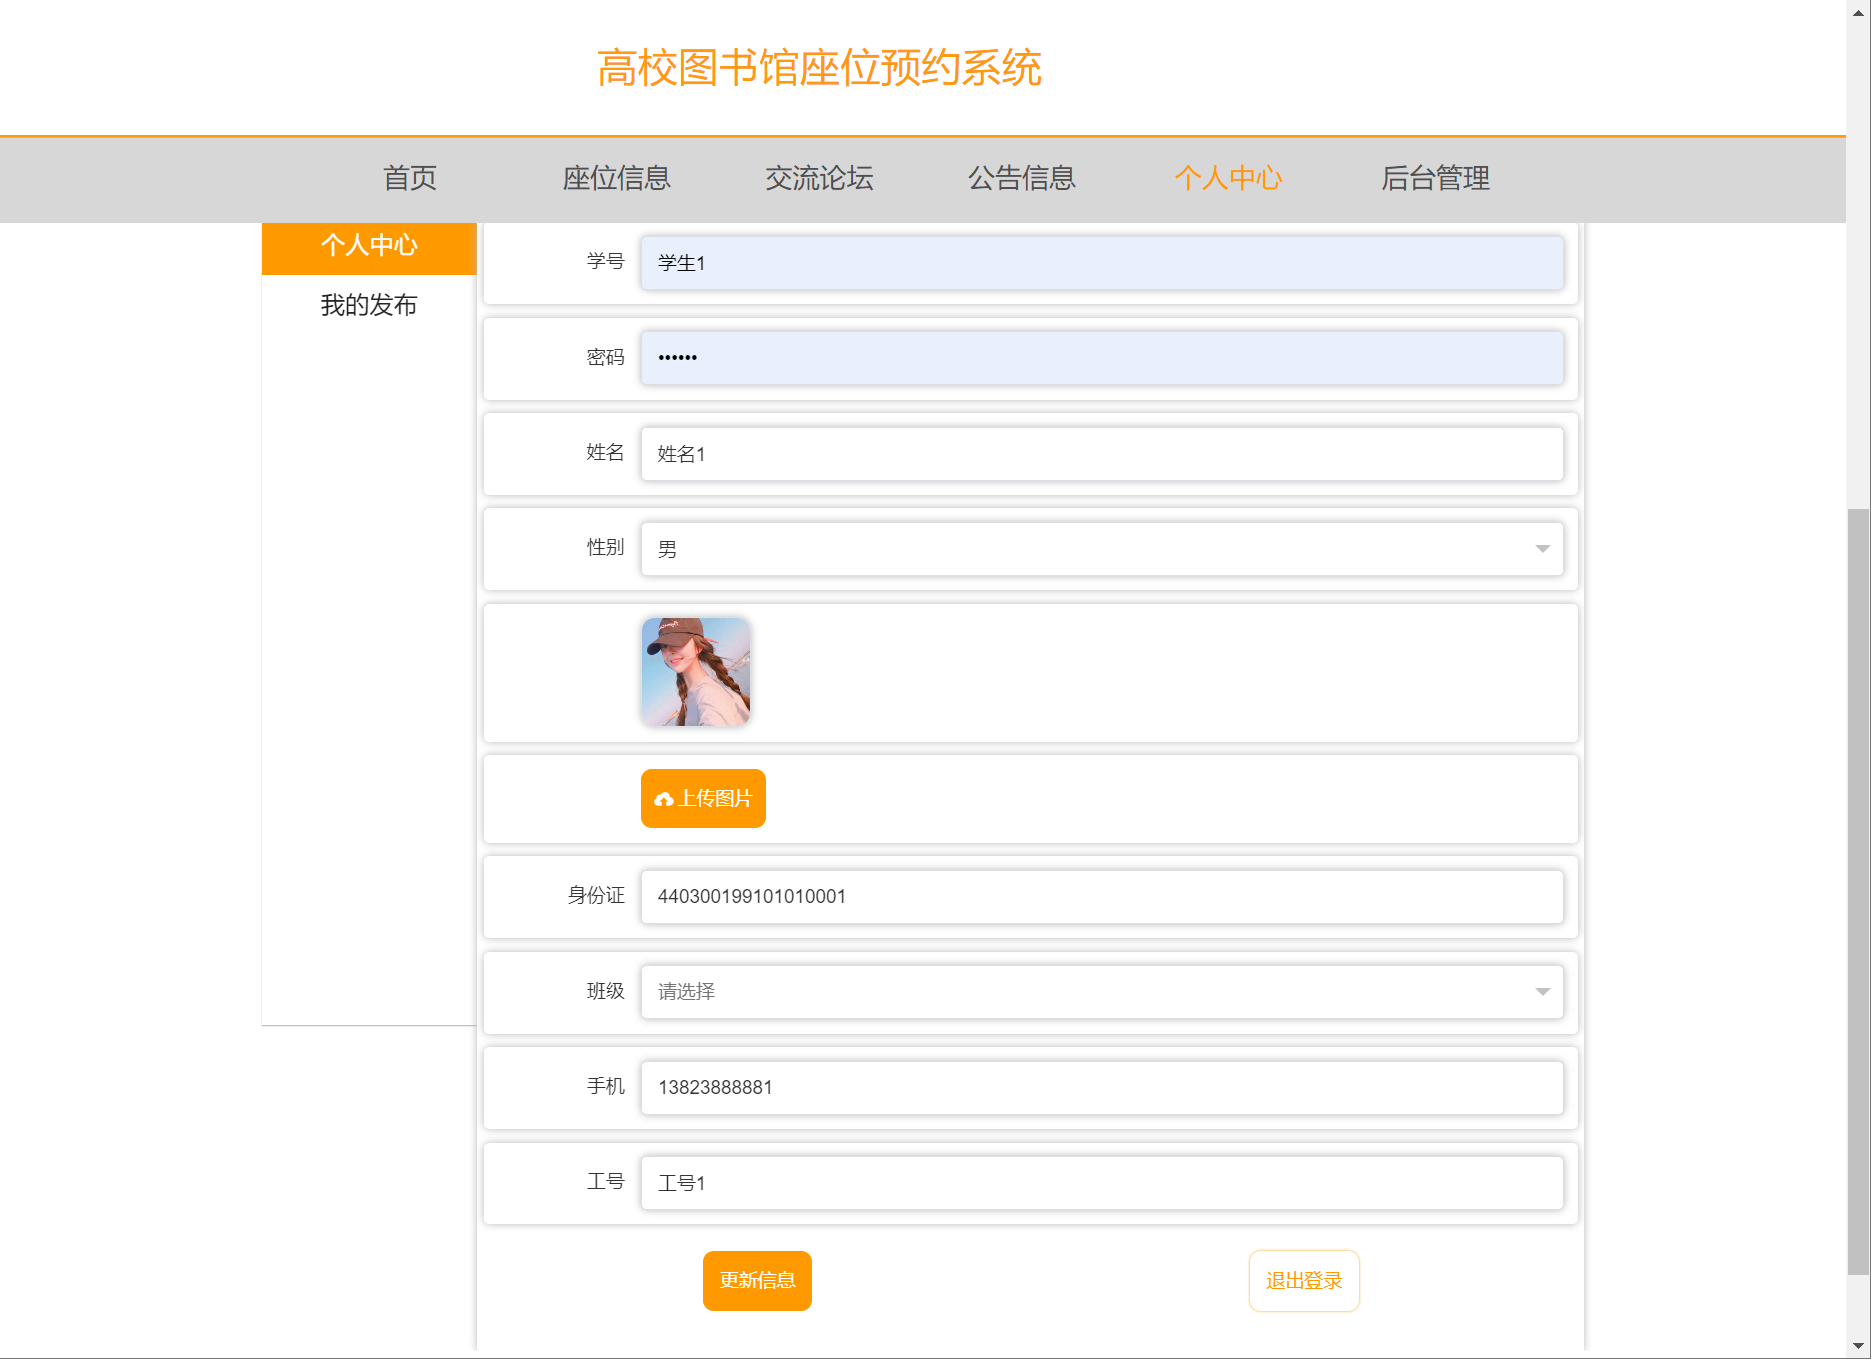 高校图书馆座位预约系统
首页 座位信息 交流论坛 公告信息 个人中心 后台管理
个人中心
我的发布
学号 学生1
密码 ••••••
姓名 姓名1
性别 男
上传图片
身份证 440300199101010001
班级 请选择
手机 13823888881
工号 工号1
更新信息 退出登录